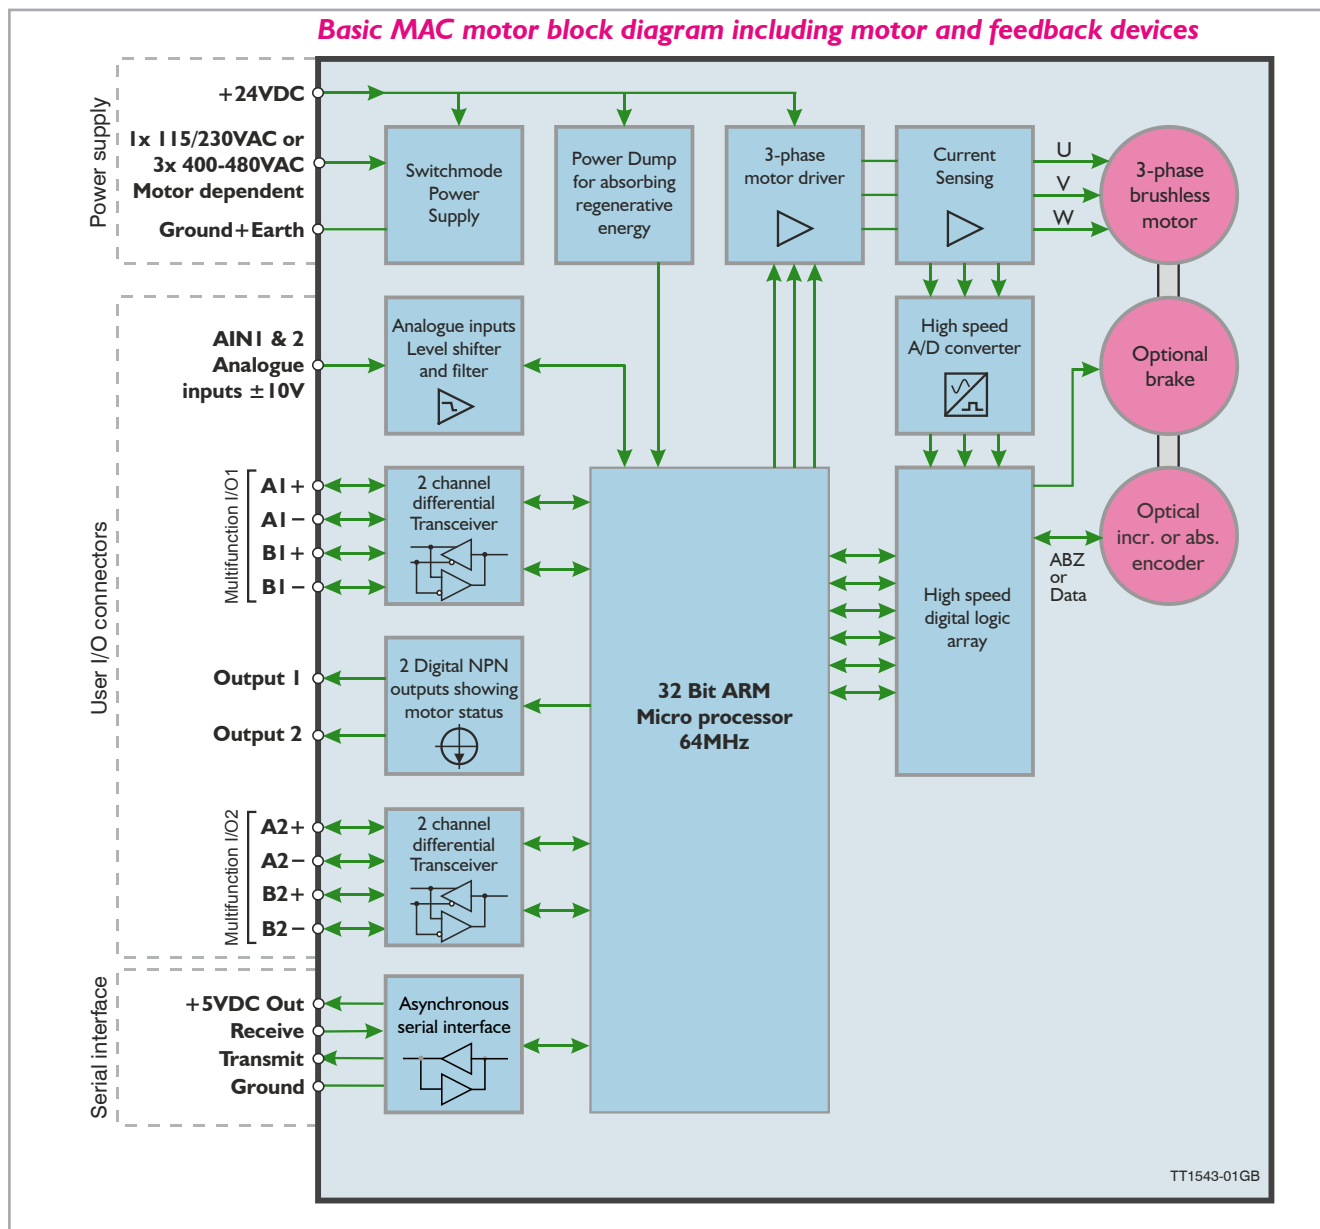 Basic MAC motor block diagram including motor and feedback devices
Power supply
+24VDC
1x 115/230VAC or
3x 400-480VAC
Motor dependent
Ground+Earth
Switchmode
Power
Supply
Power Dump
for absorbing
regenerative
energy
3-phase
motor driver
Current
Sensing
U
V
W
3-phase
brushless
motor
User I/O connectors
AIN1 & 2
Analogue
inputs ±10V
Analogue inputs
Level shifter
and filter
High speed
A/D converter
Optional
brake
Multifunction I/O1
A1+
A1−
B1+
B1−
2 channel
differential
Transceiver
Optical
incr. or abs.
encoder
ABZ
or
Data
High speed
digital logic
array
Output 1
Output 2
2 Digital NPN
outputs showing
motor status
32 Bit ARM
Micro processor
64MHz
Multifunction I/O2
A2+
A2−
B2+
B2−
2 channel
differential
Transceiver
Serial interface
+5VDC Out
Receive
Transmit
Ground
Asynchronous
serial interface
TT1543-01GB